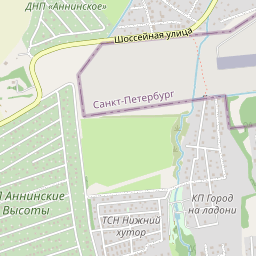 ДНП «Аннинское»
Шоссейная улица
Санкт-Петербург
Аннинские
Высоты
КП Город
на ладони
ТСН Нижний
хутор